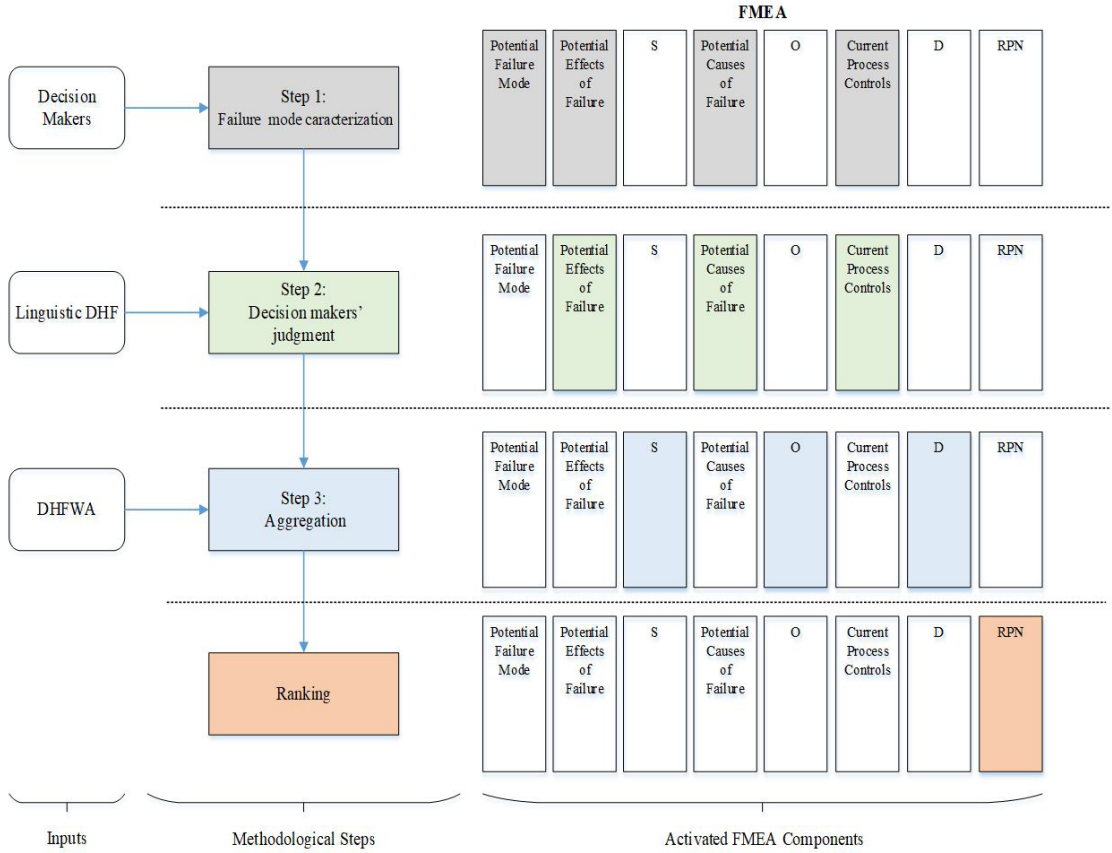 FMEA
Decision
Makers
Step 1:
Failure mode caracterization
Potential
Failure
Mode
Potential
Effects
of
Failure
S
Potential
Causes
of
Failure
O
Current
Process
Controls
D
RPN
Linguistic DHF
Step 2:
Decision makers’
judgment
Potential
Failure
Mode
Potential
Effects
of
Failure
S
Potential
Causes
of
Failure
O
Current
Process
Controls
D
RPN
DHFWA
Step 3:
Aggregation
Potential
Failure
Mode
Potential
Effects
of
Failure
S
Potential
Causes
of
Failure
O
Current
Process
Controls
D
RPN
Ranking
Potential
Failure
Mode
Potential
Effects
of
Failure
S
Potential
Causes
of
Failure
O
Current
Process
Controls
D
RPN
Inputs
Methodological Steps
Activated FMEA Components